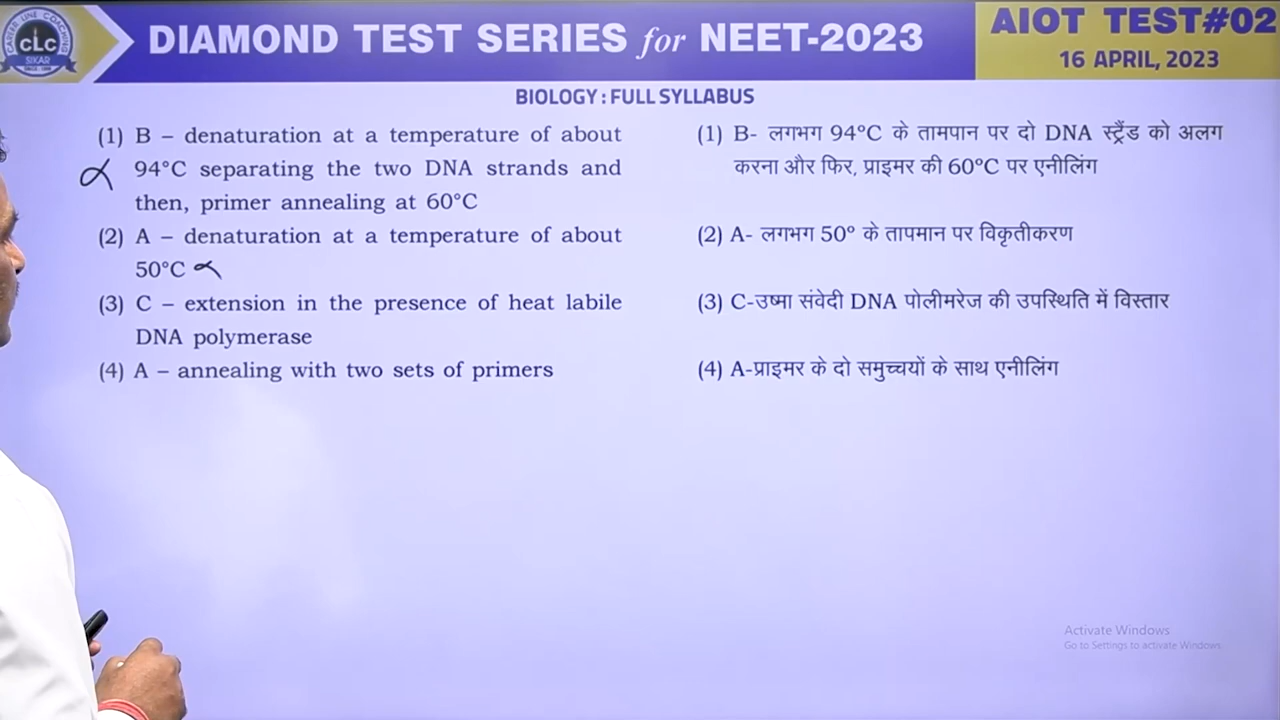 CLC
SIKAR
DIAMOND TEST SERIES for NEET-2023
AIOT TEST#02
16 APRIL, 2023
BIOLOGY : FULL SYLLABUS
(1) B – denaturation at a temperature of about
94°C separating the two DNA strands and
then, primer annealing at 60°C
(2) A – denaturation at a temperature of about
50°C
(3) C – extension in the presence of heat labile
DNA polymerase
(4) A – annealing with two sets of primers
(1) B- लगभग 94°C के तामपान पर दो DNA स्ट्रैंड को अलग
करना और फिर, प्राइमर की 60°C पर एनीलिंग
(2) A- लगभग 50° के तापमान पर विकृतीकरण
(3) C-उष्मा संवेदी DNA पोलीमरेज की उपस्थिति में विस्तार
(4) A-प्राइमर के दो समुच्चयों के साथ एनीलिंग
Activate Windows
Go to Settings to activate Windows.